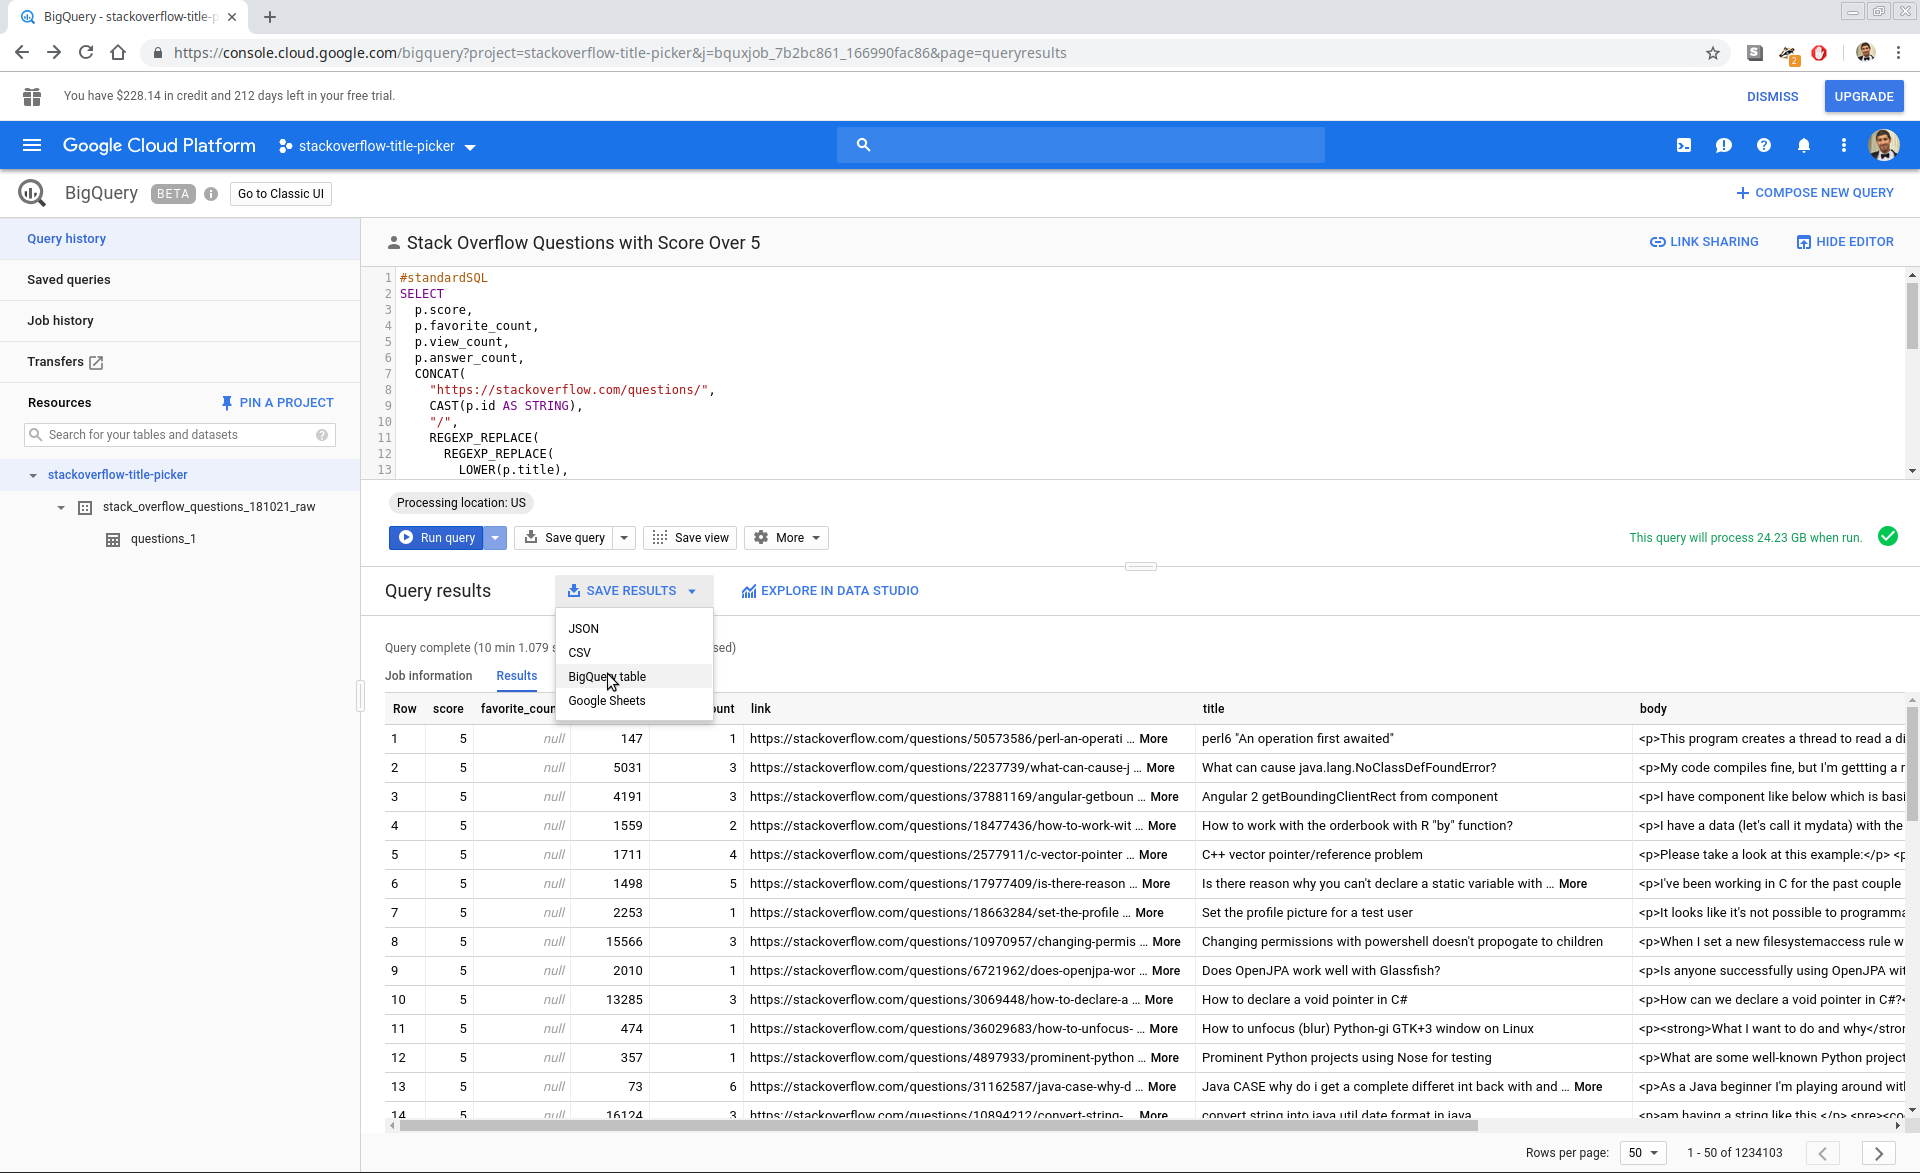 BigQuery - stackoverflow-title-p
https://console.cloud.google.com/bigquery?project=stackoverflow-title-picker&j=bquxjob_7b2bc861_166990fac86&page=queryresults
2
You have $228.14 in credit and 212 days left in your free trial.
DISMISS
UPGRADE
Google Cloud Platform
stackoverflow-title-picker
BigQuery
BETA
Go to Classic UI
COMPOSE NEW QUERY
Query history
Saved queries
Job history
Transfers
Resources
PIN A PROJECT
Search for your tables and datasets
stackoverflow-title-picker
stack_overflow_questions_181021_raw
questions_1
Stack Overflow Questions with Score Over 5
LINK SHARING
HIDE EDITOR
1 #standardSQL
2 SELECT
3 p.score,
4 p.favorite_count,
5 p.view_count,
6 p.answer_count,
7 CONCAT(
8 "https://stackoverflow.com/questions/",
9 CAST(p.id AS STRING),
10 "/",
11 REGEXP_REPLACE(
12 REGEXP_REPLACE(
13 LOWER(p.title),
Processing location: US
Run query
Save query
Save view
More
This query will process 24.23 GB when run.
Query results
SAVE RESULTS
EXPLORE IN DATA STUDIO
JSON
CSV
BigQuery table
Google Sheets
Query complete (10 min 1.079 s sed)
Job information
Results
Row score favorite_coun ount link title body
1 5 null 147 1 https://stackoverflow.com/questions/50573586/perl-an-operati ... More perl6 "An operation first awaited" <p>This program creates a thread to read a di
2 5 null 5031 3 https://stackoverflow.com/questions/2237739/what-can-cause-j ... More What can cause java.lang.NoClassDefFoundError? <p>My code compiles fine, but I'm gettting a r
3 5 null 4191 3 https://stackoverflow.com/questions/37881169/angular-getboun ... More Angular 2 getBoundingClientRect from component <p>I have component like below which is basi
4 5 null 1559 2 https://stackoverflow.com/questions/18477436/how-to-work-wit ... More How to work with the orderbook with R "by" function? <p>I have a data (let's call it mydata) with the
5 5 null 1711 4 https://stackoverflow.com/questions/2577911/c-vector-pointer ... More C++ vector pointer/reference problem <p>Please take a look at this example:</p> <p
6 5 null 1498 5 https://stackoverflow.com/questions/17977409/is-there-reason ... More Is there reason why you can't declare a static variable with ... More <p>I've been working in C for the past couple
7 5 null 2253 1 https://stackoverflow.com/questions/18663284/set-the-profile ... More Set the profile picture for a test user <p>It looks like it's not possible to programma
8 5 null 15566 3 https://stackoverflow.com/questions/10970957/changing-permis ... More Changing permissions with powershell doesn't propogate to children <p>When I set a new filesystemaccess rule w
9 5 null 2010 1 https://stackoverflow.com/questions/6721962/does-openjpa-wor ... More Does OpenJPA work well with Glassfish? <p>Is anyone successfully using OpenJPA wit
10 5 null 13285 3 https://stackoverflow.com/questions/3069448/how-to-declare-a ... More How to declare a void pointer in C# <p>How can we declare a void pointer in C#?<
11 5 null 474 1 https://stackoverflow.com/questions/36029683/how-to-unfocus- ... More How to unfocus (blur) Python-gi GTK+3 window on Linux <p><strong>What I want to do and why</stron
12 5 null 357 1 https://stackoverflow.com/questions/4897933/prominent-python ... More Prominent Python projects using Nose for testing <p>What are some well-known Python project
13 5 null 73 6 https://stackoverflow.com/questions/31162587/java-case-why-d ... More Java CASE why do i get a complete differet int back with and ... More <p>As a Java beginner I'm playing around wit
14 5 null 16124 3 https://stackoverflow.com/questions/10894212/convert-string- ... More convert string into java util date format in java <p>am having a string like this </p> <pre><co
Rows per page: 50 1 - 50 of 1234103